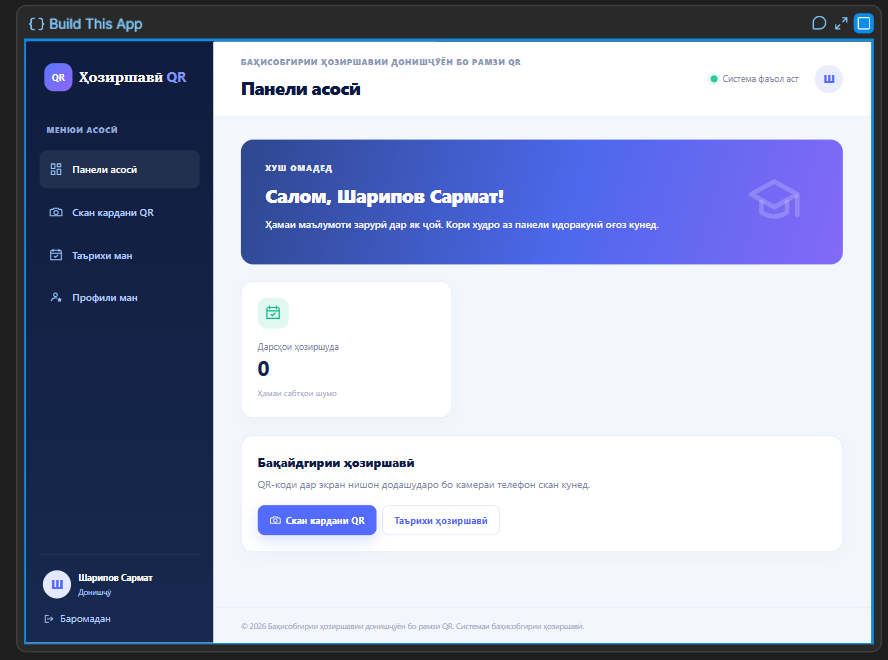 {} Build This App
QR
Ҳозиршавӣ QR
БАҲИСОБГИРИИ ҲОЗИРШАВИИ ДОНИШҶӮЁН БО РАМЗИ QR
Панели асосӣ
Система фаъол аст
Ш
МЕНЮИ АСОСӢ
Панели асосӣ
Скан кардани QR
Таърихи ман
Профили ман
ХУШ ОМАДЕД
Салом, Шарипов Сармат!
Ҳамаи маълумоти зарурӣ дар як ҷой. Кори худро аз панели идоракунӣ оғоз кунед.
Дарсҳои ҳозиршуда
0
Ҳамаи сабтҳои шумо
Бақайдгирии ҳозиршавӣ
QR-коди дар экран нишон додашударо бо камераи телефон скан кунед.
Скан кардани QR
Таърихи ҳозиршавӣ
Ш
Шарипов Сармат
Донишҷӯ
Баромадан
© 2026 Баҳисобгирии ҳозиршавии донишҷӯён бо рамзи QR. Системаи баҳисобгирии ҳозиршавӣ.